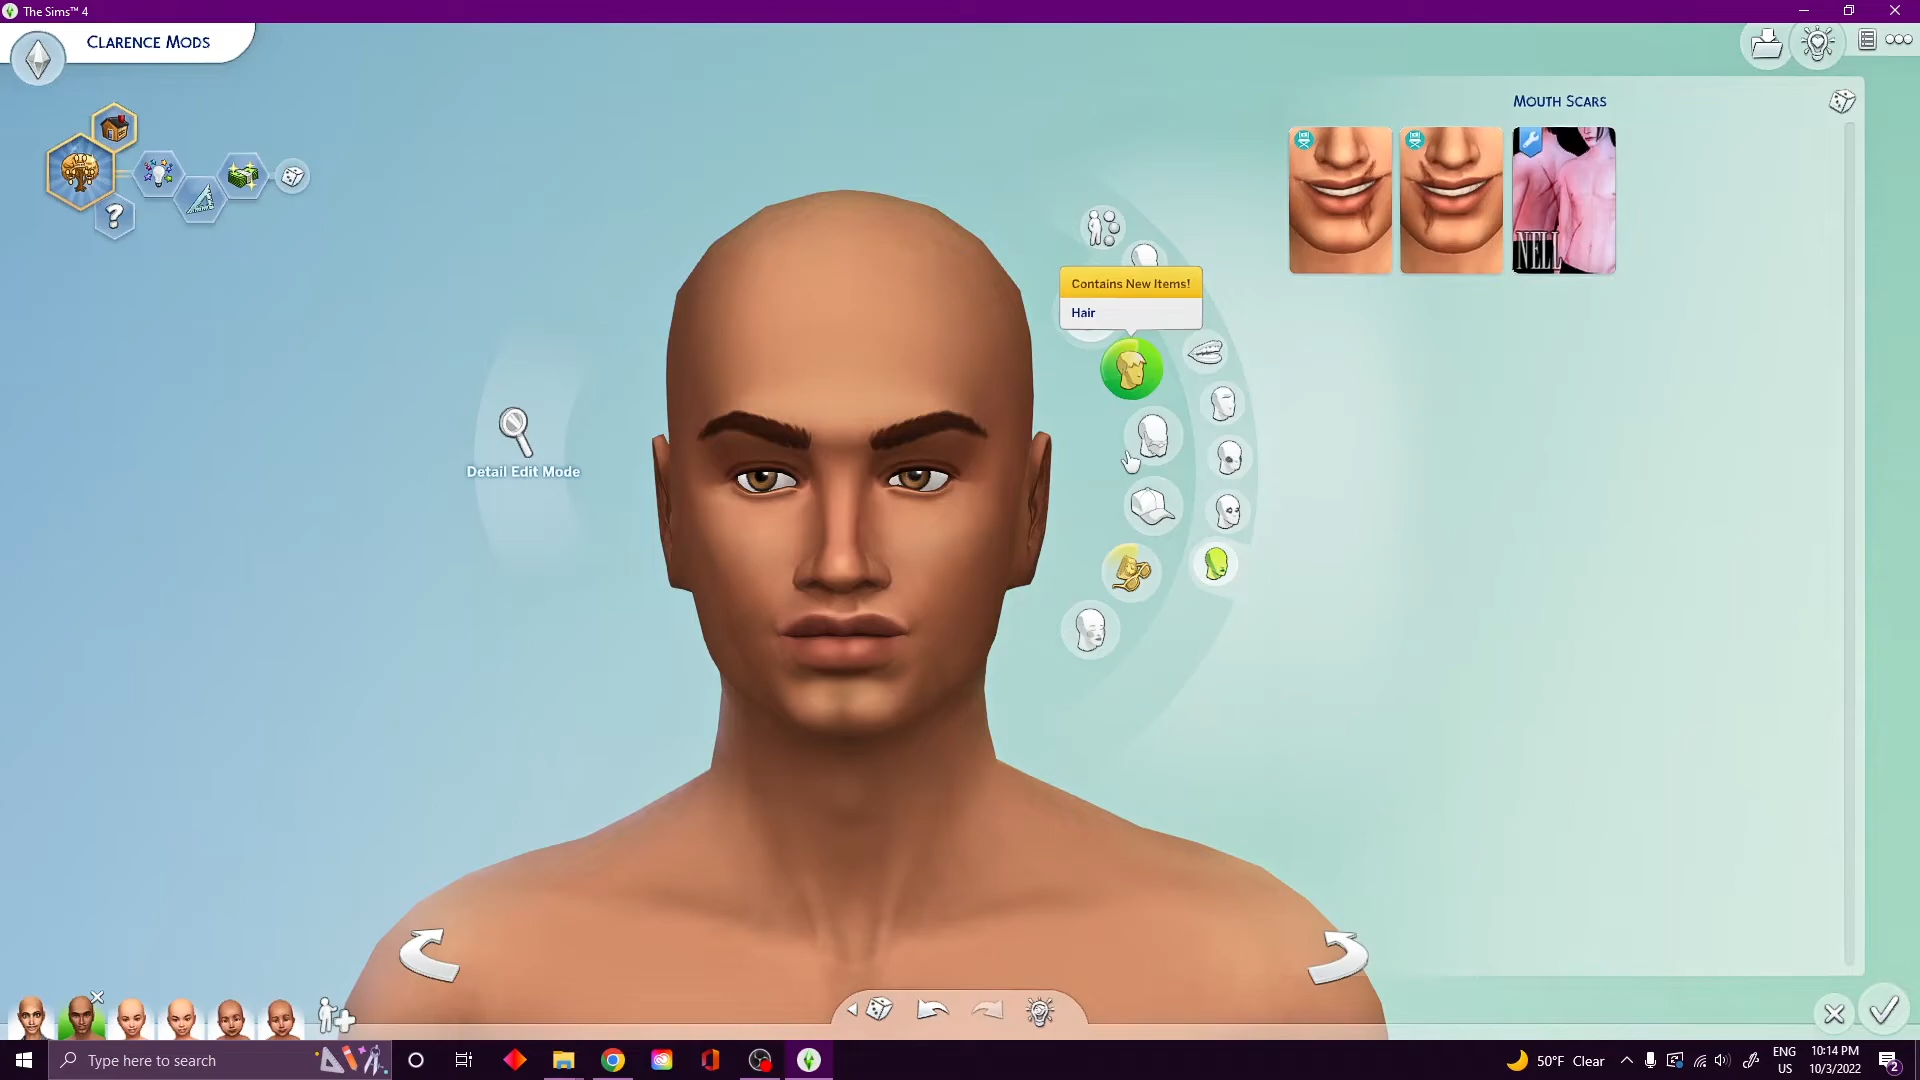 The Sims™ 4
CLARENCE MODS
MOUTH SCARS
NELL
Contains New Items!
Hair
Detail Edit Mode
Type here to search
50°F Clear
ENG
US
10:14 PM
10/3/2022
2